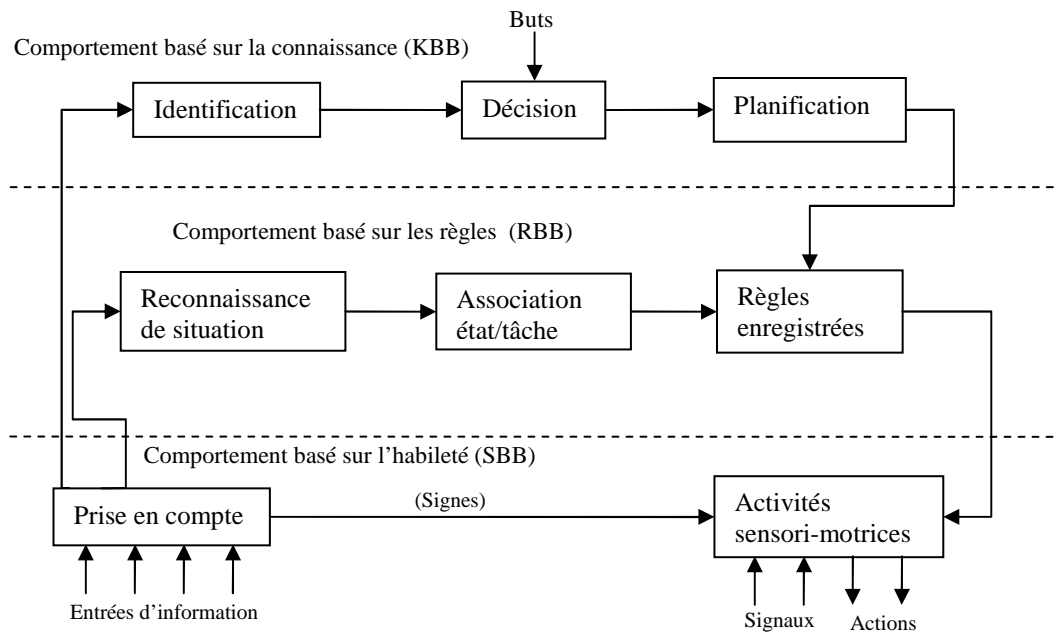 Buts
Comportement basé sur la connaissance (KBB)
Identification
Décision
Planification
Comportement basé sur les règles (RBB)
Reconnaissance
de situation
Association
état/tâche
Règles
enregistrées
Comportement basé sur l’habileté (SBB)
Prise en compte
(Signes)
Activités
sensori-motrices
Entrées d’information
Signaux
Actions